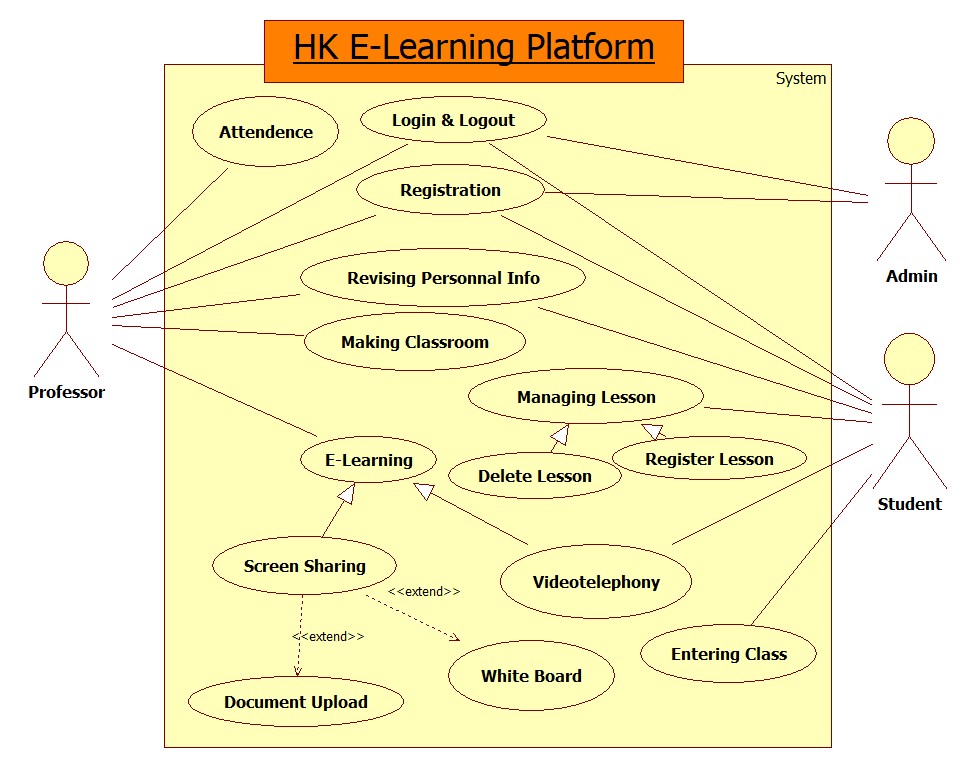 HK E-Learning Platform
System
Attendence
Login & Logout
Registration
Admin
Revising Personnal Info
Making Classroom
Professor
Managing Lesson
E-Learning
Delete Lesson
Register Lesson
Student
Screen Sharing
Videotelephony
<<extend>>
<<extend>>
Entering Class
White Board
Document Upload